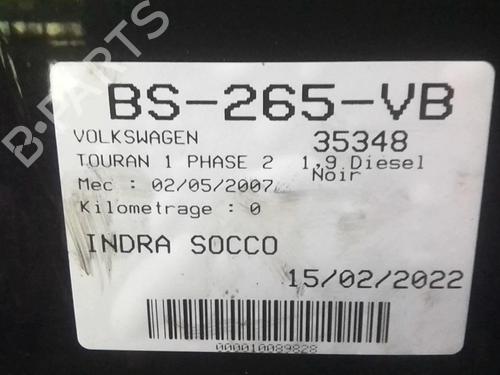 B-PARTS
BS-265-VB
VOLKSWAGEN 35348
TOURAN 1 PHASE 2 1,9 Diesel
Noir
Mec : 02/05/2007
Kilometrage : 0
INDRA SOCCO
15/02/2022
000010089828